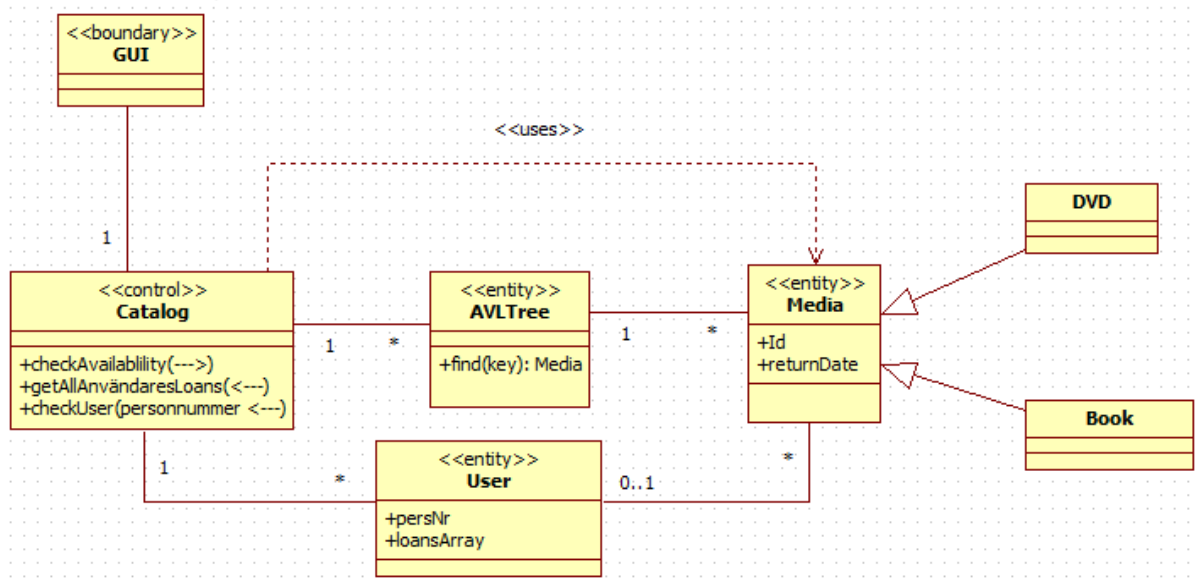 <<boundary>>
GUI
<<uses>>
DVD
1
<<control>>
Catalog
+checkAvailablility(--->)
+getAllAnvändaresLoans(<---)
+checkUser(personnummer <---)
1
*
<<entity>>
AVLTree
+find(key): Media
1
*
<<entity>>
Media
+Id
+returnDate
Book
1
*
<<entity>>
User
+persNr
+loansArray
0..1
*